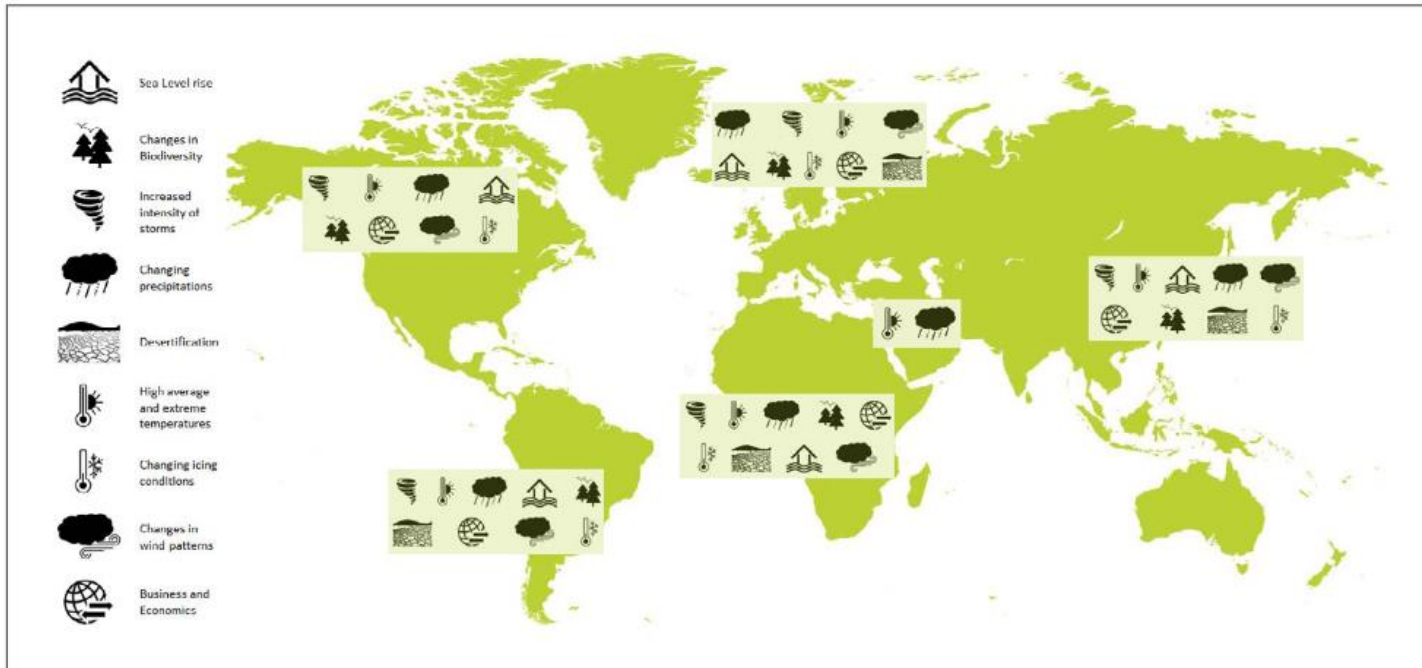 Sea Level rise
Changes in
Biodiversity
Increased
intensity of
storms
Changing
precipitations
Desertification
High average
and extreme
temperatures
Changing icing
conditions
Changes in
wind patterns
Business and
Economics